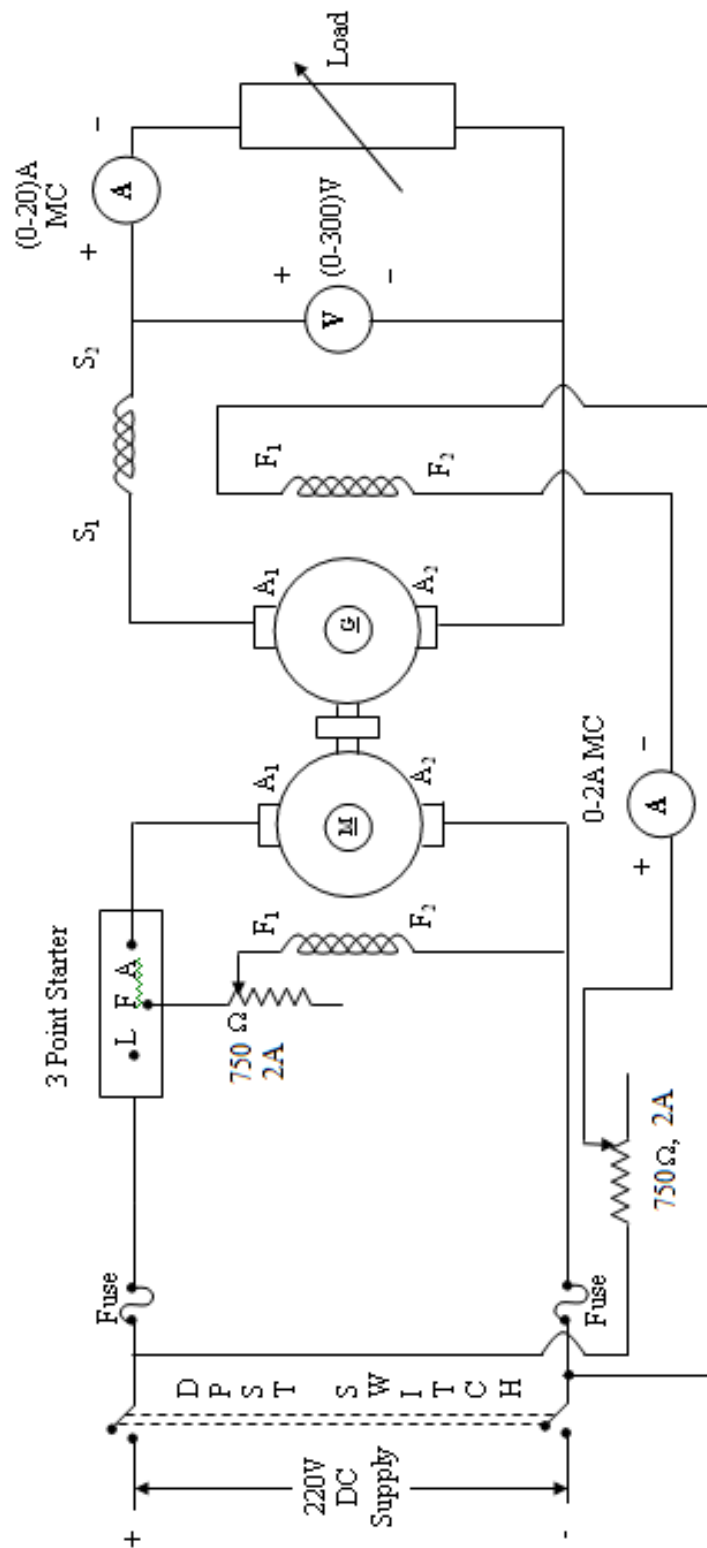 +
220V
DC
Supply
-
D
P
S
T
S
W
I
T
C
H
Fuse
Fuse
3 Point Starter
L F A
750 Ω
2A
F₁
F₂
A₁
M
A₂
A₁
G
A₂
750 Ω, 2A
0-2A MC
+
A
-
S₁
S₂
F₁
F₂
(0-20)A
MC
+
A
-
+
V
(0-300)V
-
Load